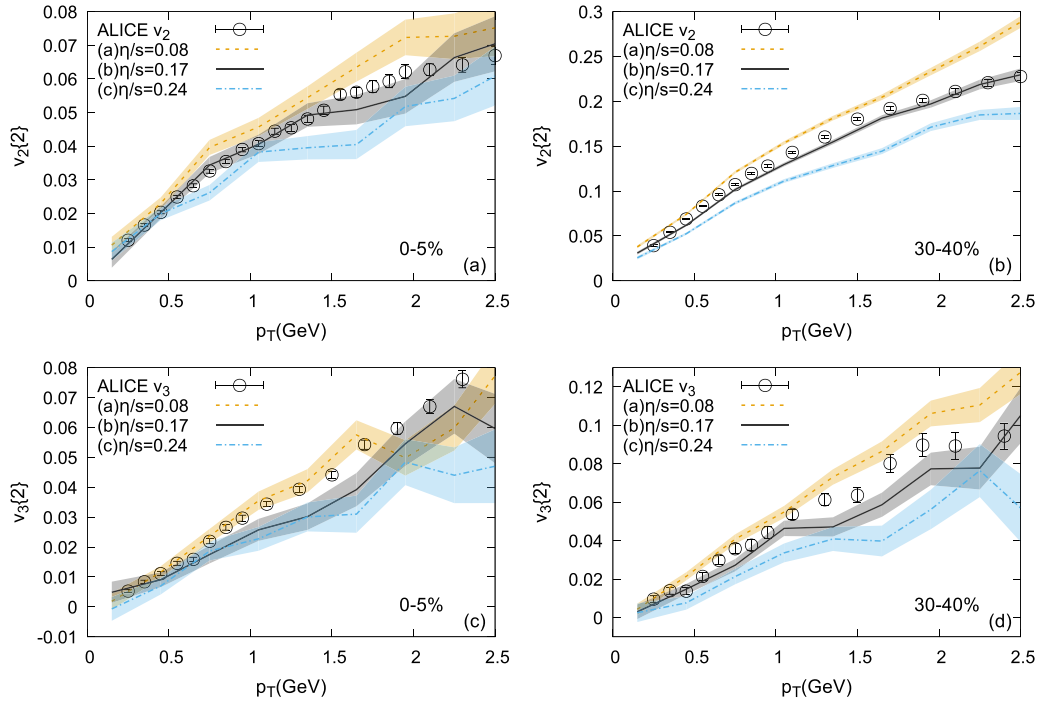 0.08
0.07
0.06
0.05
0.04
0.03
0.02
0.01
0
v2{2}
ALICE v2
(a)η/s=0.08
(b)η/s=0.17
(c)η/s=0.24
0-5%
(a)
0 0.5 1 1.5 2 2.5
pT(GeV)
0.3
0.25
0.2
0.15
0.1
0.05
0
v2{2}
ALICE v2
(a)η/s=0.08
(b)η/s=0.17
(c)η/s=0.24
30-40%
(b)
0 0.5 1 1.5 2 2.5
pT(GeV)
0.08
0.07
0.06
0.05
0.04
0.03
0.02
0.01
0
-0.01
v3{2}
ALICE v3
(a)η/s=0.08
(b)η/s=0.17
(c)η/s=0.24
0-5%
(c)
0 0.5 1 1.5 2 2.5
pT(GeV)
0.12
0.1
0.08
0.06
0.04
0.02
0
v3{2}
ALICE v3
(a)η/s=0.08
(b)η/s=0.17
(c)η/s=0.24
30-40%
(d)
0 0.5 1 1.5 2 2.5
pT(GeV)